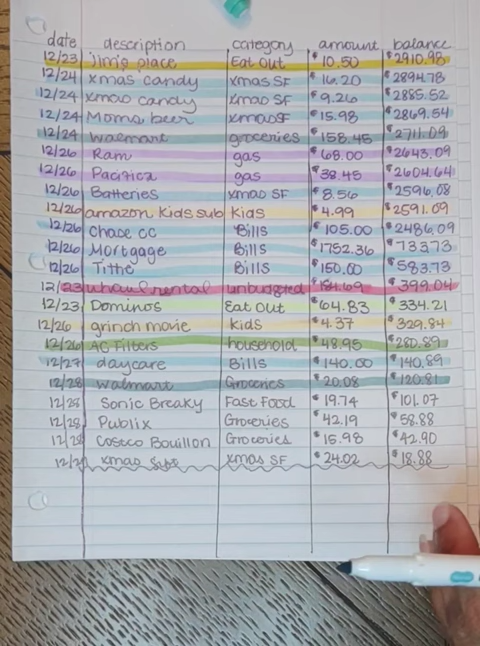 date description category amount balance
12/23 Jim's place Eat Out $10.50 $2910.98
12/24 xmas candy xmas SF $16.20 $2894.78
12/24 xmas candy xmas SF $9.26 $2885.52
12/24 Moms beer xmas SF $15.98 $2869.54
12/24 walmart groceries $158.45 $2711.09
12/26 Ram gas $68.00 $2643.09
12/26 Pacifica gas $38.45 $2604.64
12/26 Batteries xmas SF $8.56 $2596.08
12/26 amazon Kids sub Kids $4.99 $2591.09
12/26 Chase CC Bills $105.00 $2486.09
12/26 Mortgage Bills $1752.36 $733.73
12/26 Tithe Bills $150.00 $583.73
12/23 uhaul rental unbudgeted $184.69 $399.04
12/23 Dominos Eat Out $64.83 $334.21
12/26 grinch movie Kids $4.37 $329.84
12/26 AC Filters household $48.95 $280.89
12/27 daycare Bills $140.00 $140.89
12/28 walmart Groceries $20.08 $120.81
12/28 Sonic Breaky Fast Food $19.74 $101.07
12/28 Publix Groceries $42.19 $58.88
12/28 Costco Bouillon Groceries $15.98 $42.90
xmas xmas SF $24.02 $18.88